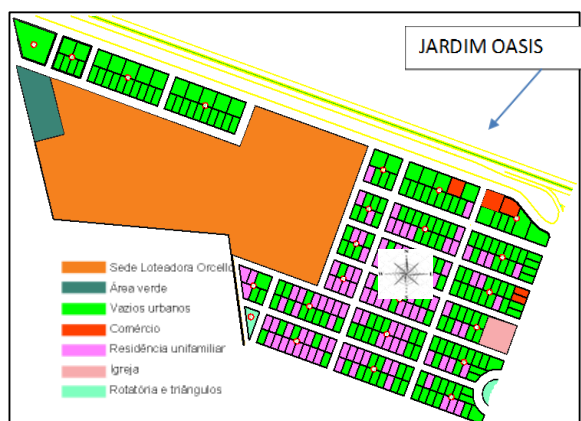 JARDIM OASIS
Sede Loteadora Orcello
Área verde
Vazios urbanos
Comércio
Residência unifamiliar
Igreja
Rotatória e triângulos